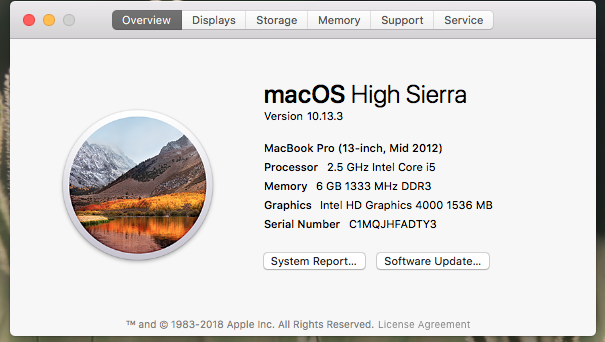 Overview Displays Storage Memory Support Service
macOS High Sierra
Version 10.13.3
MacBook Pro (13-inch, Mid 2012)
Processor 2.5 GHz Intel Core i5
Memory 6 GB 1333 MHz DDR3
Graphics Intel HD Graphics 4000 1536 MB
Serial Number C1MQJHFADTY3
System Report... Software Update...
™ and © 1983-2018 Apple Inc. All Rights Reserved. License Agreement